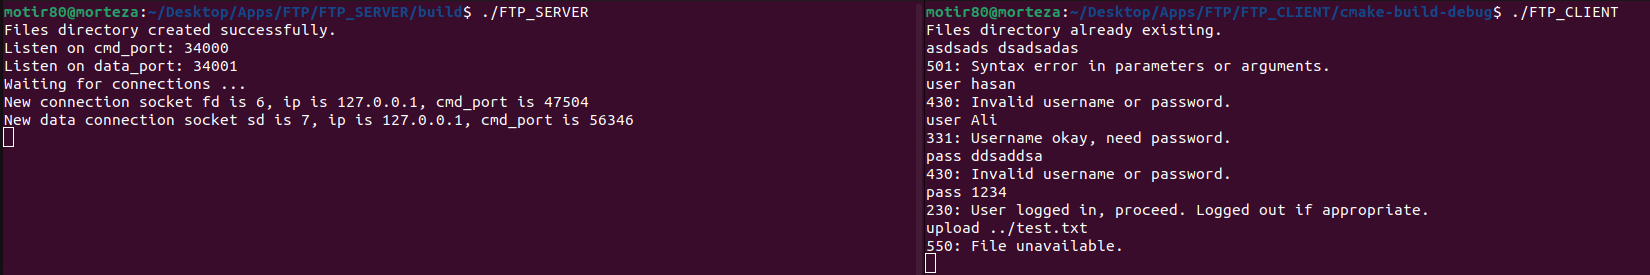 motir80@morteza:~/Desktop/Apps/FTP/FTP_SERVER/build$ ./FTP_SERVER
Files directory created successfully.
Listen on cmd_port: 34000
Listen on data_port: 34001
Waiting for connections ...
New connection socket fd is 6, ip is 127.0.0.1, cmd_port is 47504
New data connection socket sd is 7, ip is 127.0.0.1, cmd_port is 56346
motir80@morteza:~/Desktop/Apps/FTP/FTP_CLIENT/cmake-build-debug$ ./FTP_CLIENT
Files directory already existing.
asdsads dsadsadas
501: Syntax error in parameters or arguments.
user hasan
430: Invalid username or password.
user Ali
331: Username okay, need password.
pass ddsaddsa
430: Invalid username or password.
pass 1234
230: User logged in, proceed. Logged out if appropriate.
upload ../test.txt
550: File unavailable.